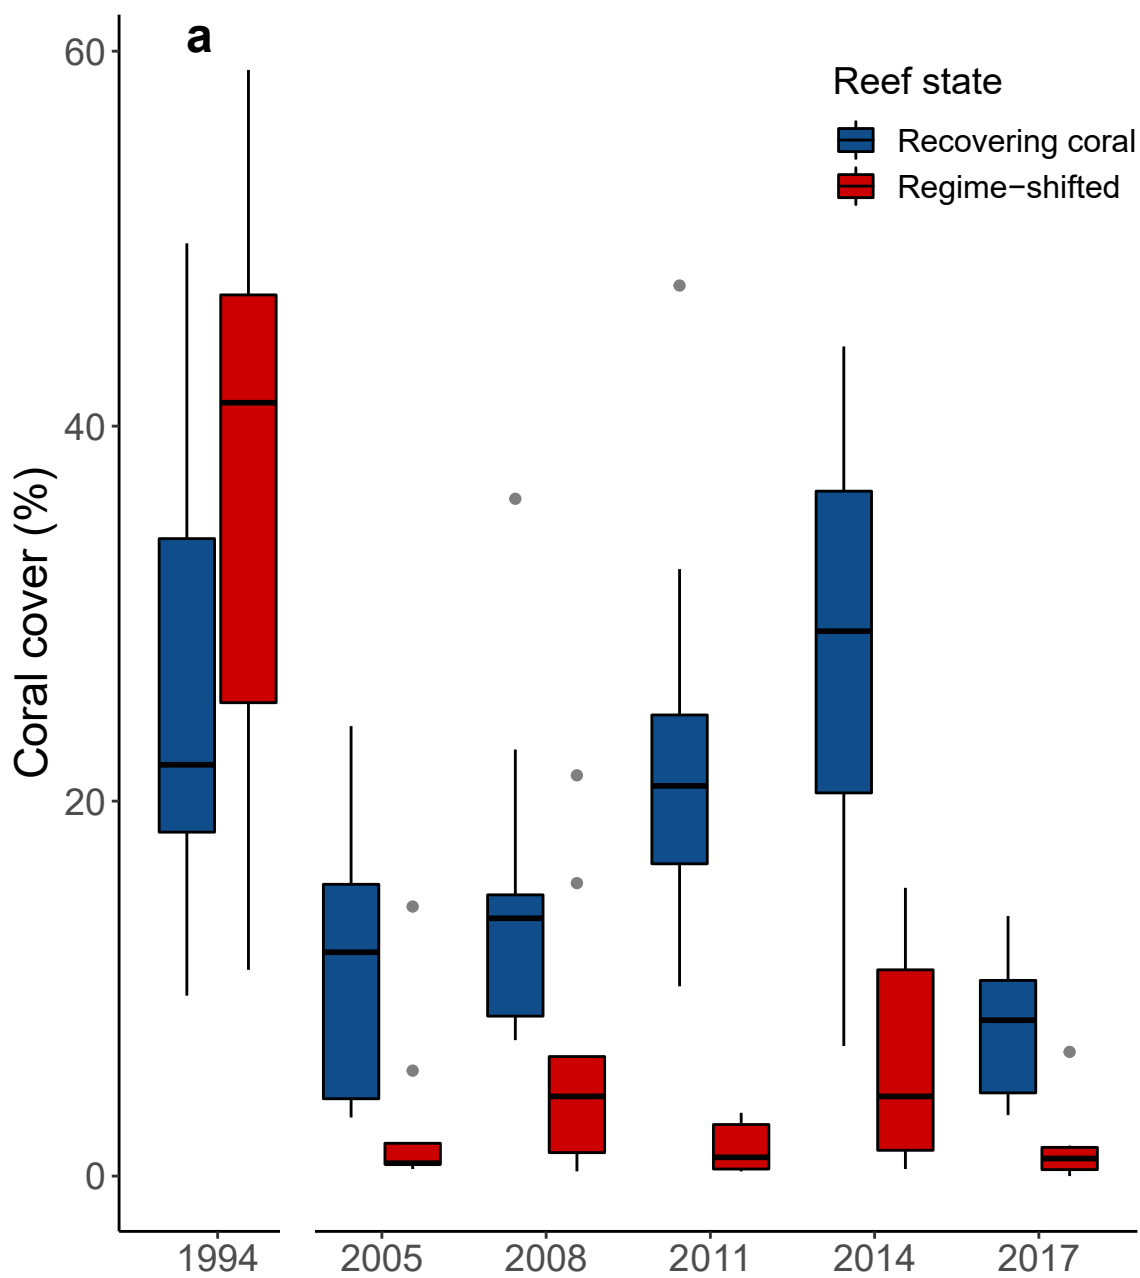 a
Reef state
Recovering coral
Regime−shifted
Coral cover (%)
60
40
20
0
1994 2005 2008 2011 2014 2017